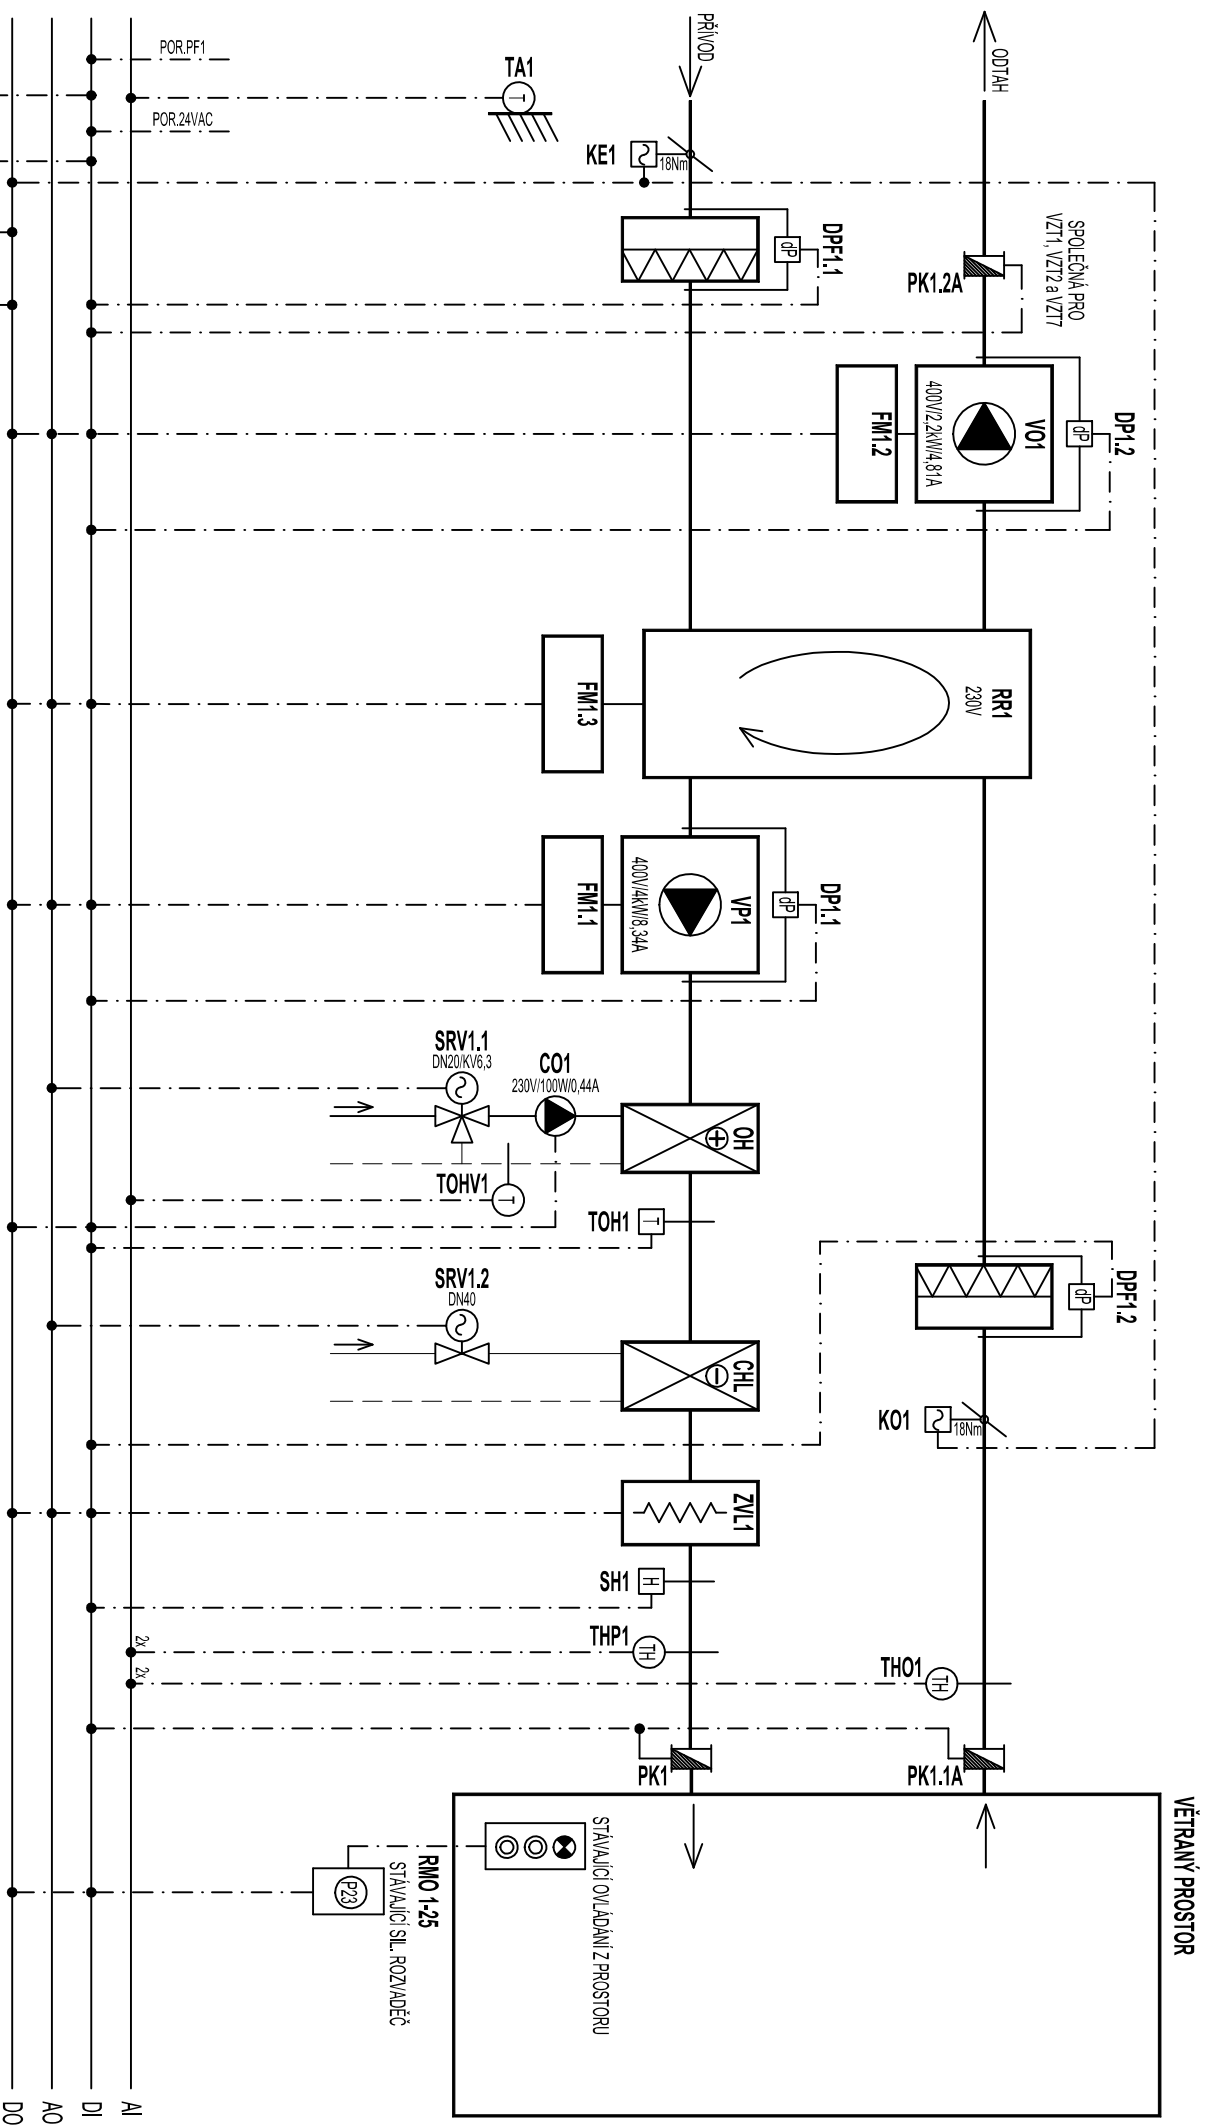 PŘÍVOD
ODTAH
POR.PF1
TA1
T
POR.24VAC
KE1
18Nm
DPF1.1
dP
PK1.2A
SPOLEČNÁ PRO
VZT1, VZT2 a VZT7
DP1.2
dP
VO1
400V/2,2kW/4,81A
FM1.2
RR1
230V
FM1.3
DP1.1
dP
VP1
400V/4kW/8,34A
FM1.1
SRV1.1
DN20/KV6,3
CO1
230V/100W/0,44A
OH
TOHV1
T
TOH1
T
SRV1.2
DN40
CHL
DPF1.2
dP
KO1
18Nm
ZVL1
SH1
H
THP1
TH
2x
THO1
TH
2x
PK1
PK1.1A
VĚTRANÝ PROSTOR
STÁVAJÍCÍ OVLÁDÁNÍ Z PROSTORU
RMO 1-25
STÁVAJÍCÍ SIL. ROZVADĚČ
P23
AI
DI
AO
DO